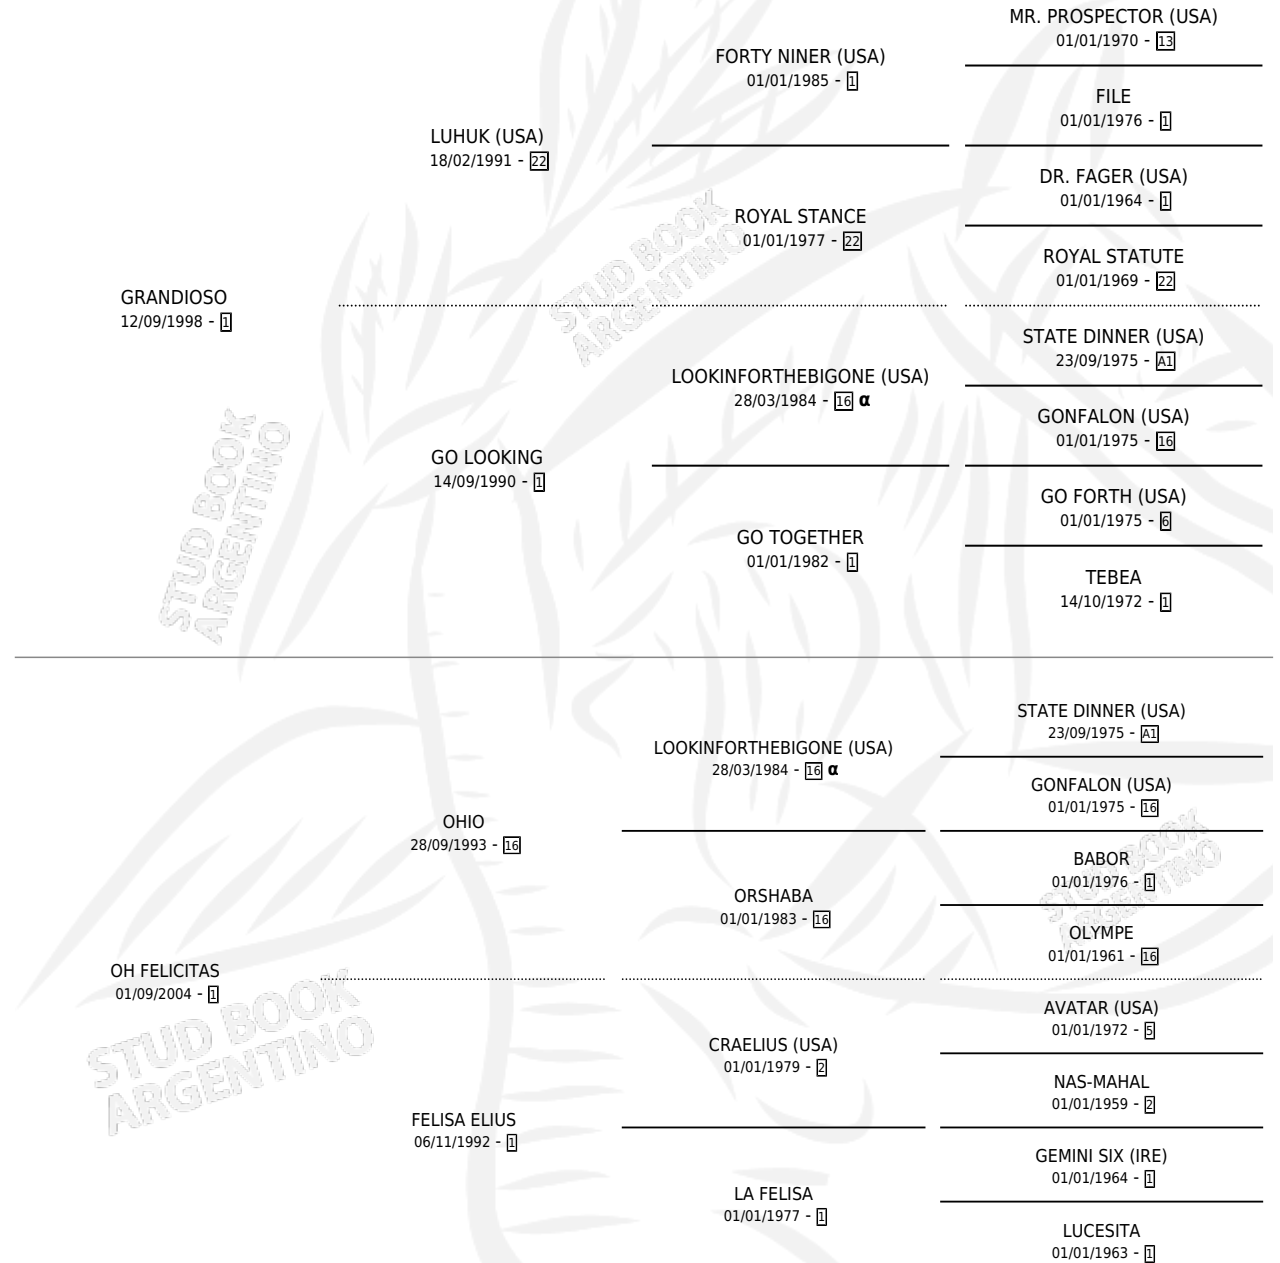 MR. PROSPECTOR (USA)
01/01/1970 - 13
FORTY NINER (USA)
01/01/1985 - 1
FILE
01/01/1976 - 1
LUHUK (USA)
18/02/1991 - 22
DR. FAGER (USA)
01/01/1964 - 1
ROYAL STANCE
01/01/1977 - 22
ROYAL STATUTE
01/01/1969 - 22
GRANDIOSO
12/09/1998 - 1
STATE DINNER (USA)
23/09/1975 - A1
LOOKINFORTHEBIGONE (USA)
28/03/1984 - 16 α
GONFALON (USA)
01/01/1975 - 16
GO LOOKING
14/09/1990 - 1
GO FORTH (USA)
01/01/1975 - 6
GO TOGETHER
01/01/1982 - 1
TEBEA
14/10/1972 - 1
STUD BOOK
ARGENTINO
STUD BOOK
ARGENTINO
STATE DINNER (USA)
23/09/1975 - A1
LOOKINFORTHEBIGONE (USA)
28/03/1984 - 16 α
GONFALON (USA)
01/01/1975 - 16
OHIO
28/09/1993 - 16
BABOR
01/01/1976 - 1
ORSHABA
01/01/1983 - 16
OLYMPE
01/01/1961 - 16
OH FELICITAS
01/09/2004 - 1
AVATAR (USA)
01/01/1972 - 5
CRAELIUS (USA)
01/01/1979 - 2
NAS-MAHAL
01/01/1959 - 2
FELISA ELIUS
06/11/1992 - 1
GEMINI SIX (IRE)
01/01/1964 - 1
LA FELISA
01/01/1977 - 1
LUCESITA
01/01/1963 - 1
STUD BOOK
ARGENTINO
STUD BOOK
ARGENTINO